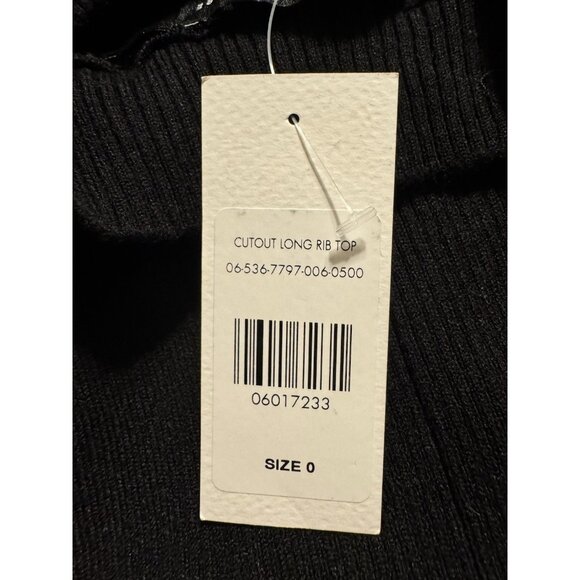 CUTOUT LONG RIB TOP
06-536-7797-006-0500
06017233
SIZE 0